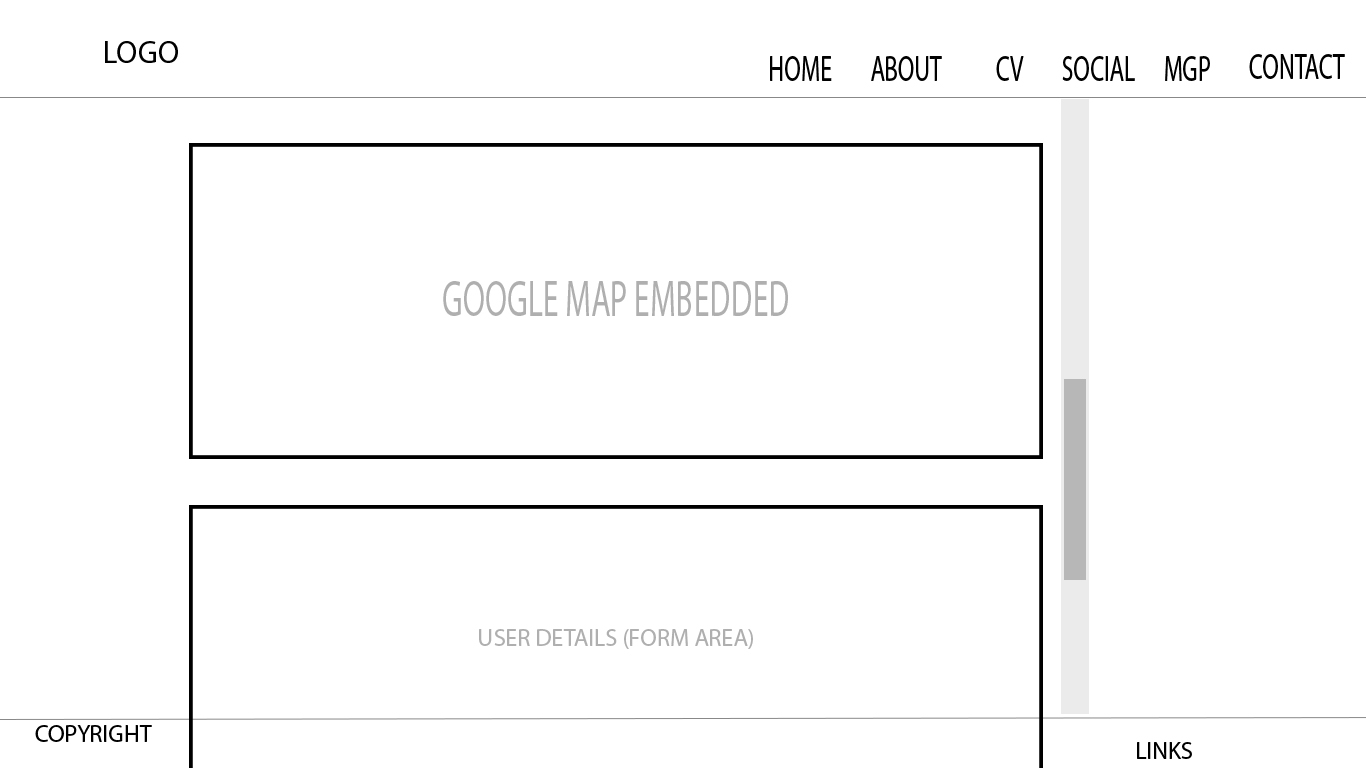 LOGO
HOME ABOUT CV SOCIAL MGP CONTACT
GOOGLE MAP EMBEDDED
USER DETAILS (FORM AREA)
COPYRIGHT
LINKS